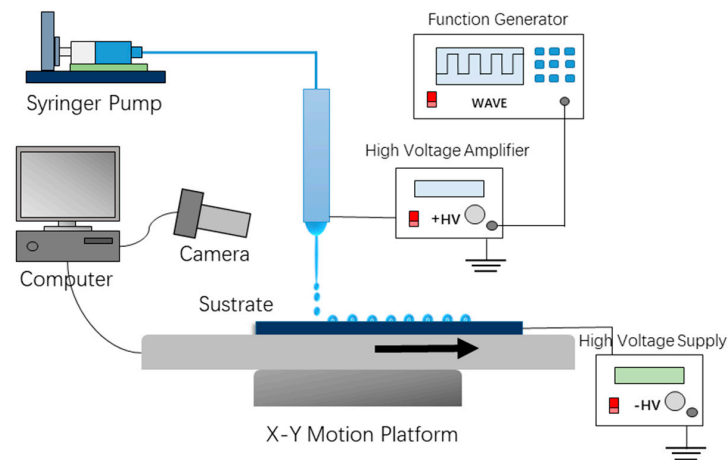 Function Generator
WAVE
Syringer Pump
High Voltage Amplifier
+HV
Camera
Computer
Sustrate
High Voltage Supply
-HV
X-Y Motion Platform